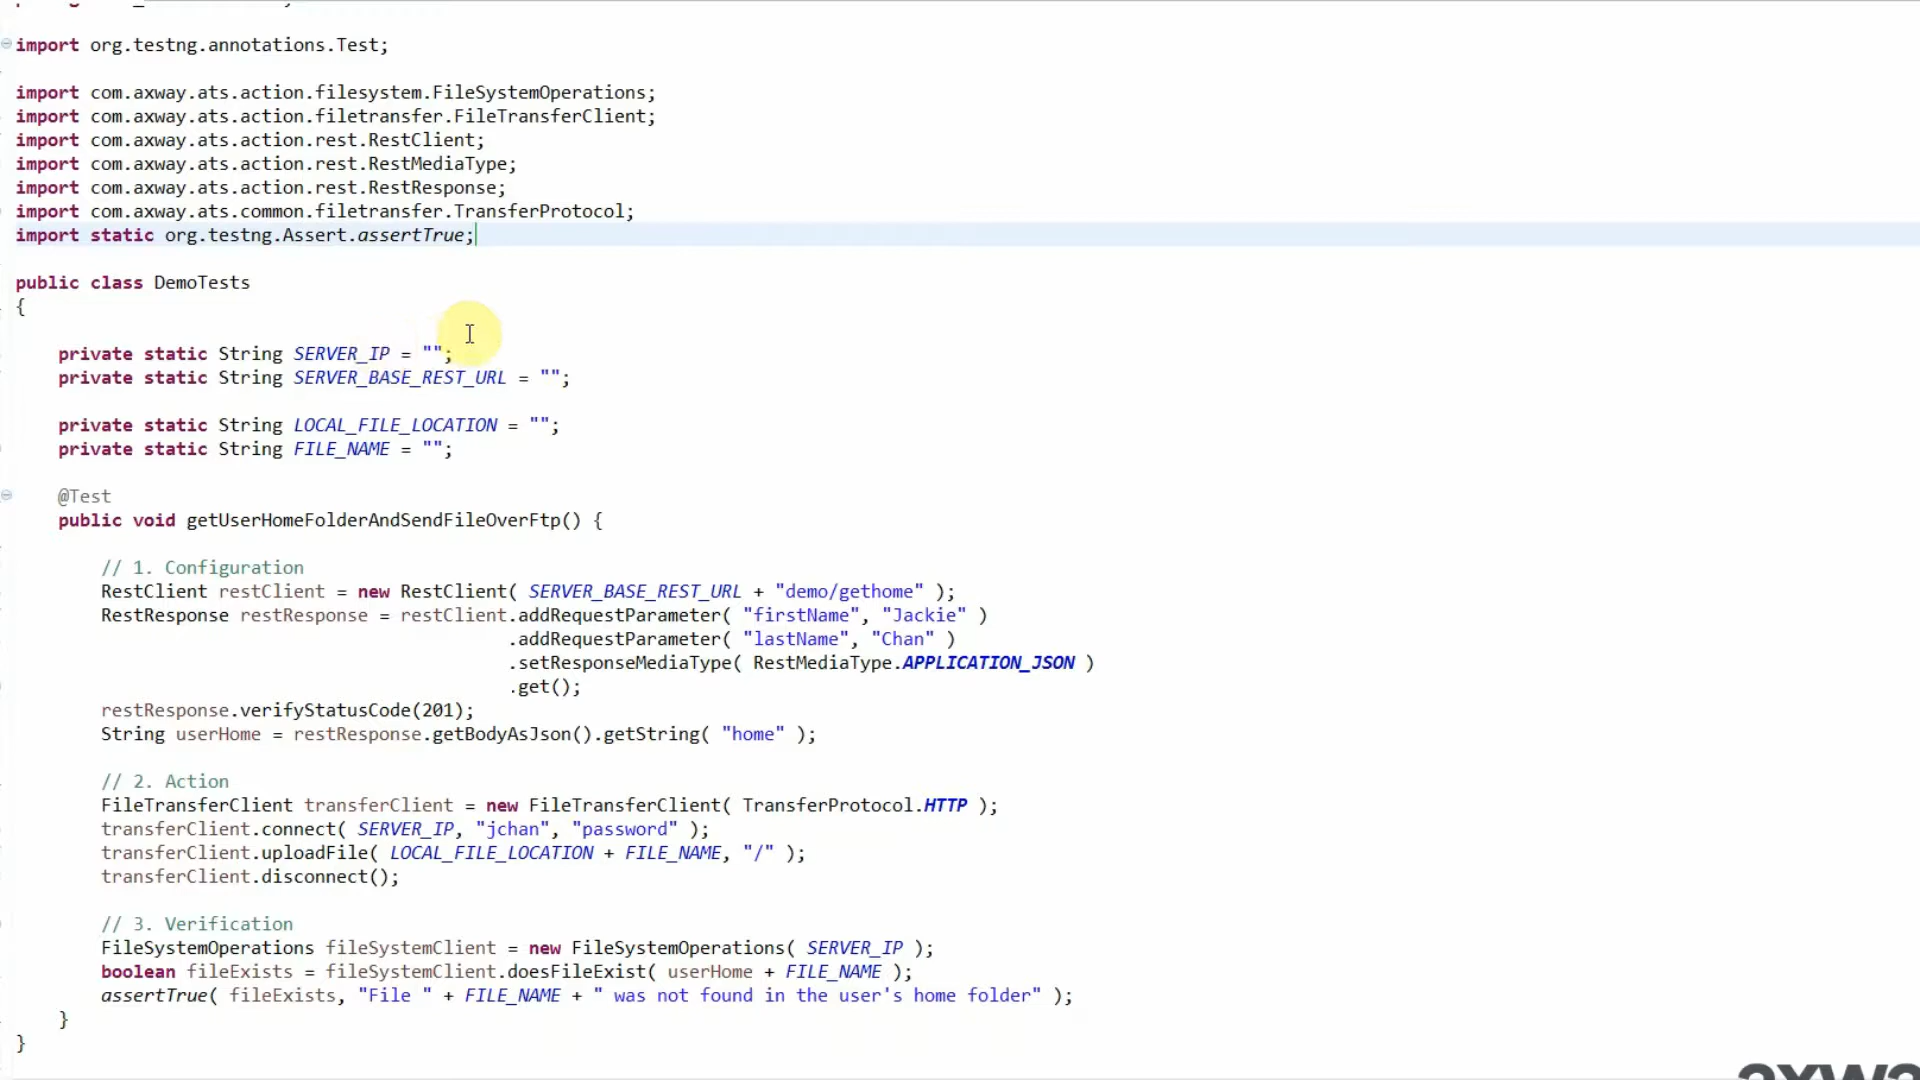 import org.testng.annotations.Test;
import com.axway.ats.action.filesystem.FileSystemOperations;
import com.axway.ats.action.filetransfer.FileTransferClient;
import com.axway.ats.action.rest.RestClient;
import com.axway.ats.action.rest.RestMediaType;
import com.axway.ats.action.rest.RestResponse;
import com.axway.ats.common.filetransfer.TransferProtocol;
import static org.testng.Assert.assertTrue;
public class DemoTests
{
private static String SERVER_IP = "";
private static String SERVER_BASE_REST_URL = "";
private static String LOCAL_FILE_LOCATION = "";
private static String FILE_NAME = "";
@Test
public void getUserHomeFolderAndSendFileOverFtp() {
// 1. Configuration
RestClient restClient = new RestClient( SERVER_BASE_REST_URL + "demo/gethome" );
RestResponse restResponse = restClient.addRequestParameter( "firstName", "Jackie" )
.addRequestParameter( "lastName", "Chan" )
.setResponseMediaType( RestMediaType.APPLICATION_JSON )
.get();
restResponse.verifyStatusCode(201);
String userHome = restResponse.getBodyAsJson().getString( "home" );
// 2. Action
FileTransferClient transferClient = new FileTransferClient( TransferProtocol.HTTP );
transferClient.connect( SERVER_IP, "jchan", "password" );
transferClient.uploadFile( LOCAL_FILE_LOCATION + FILE_NAME, "/" );
transferClient.disconnect();
// 3. Verification
FileSystemOperations fileSystemClient = new FileSystemOperations( SERVER_IP );
boolean fileExists = fileSystemClient.doesFileExist( userHome + FILE_NAME );
assertTrue( fileExists, "File " + FILE_NAME + " was not found in the user's home folder" );
}
}